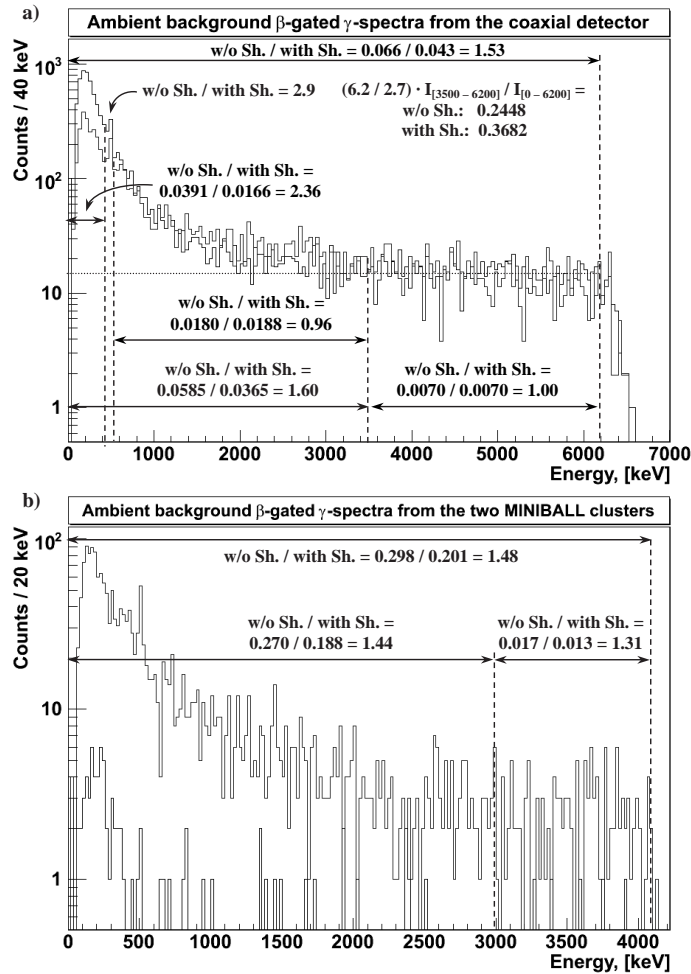 a)
Ambient background β-gated γ-spectra from the coaxial detector
w/o Sh. / with Sh. = 0.066 / 0.043 = 1.53
w/o Sh. / with Sh. = 2.9
(6.2 / 2.7) · I[3500 – 6200] / I[0 – 6200] =
w/o Sh.: 0.2448
with Sh.: 0.3682
w/o Sh. / with Sh. =
0.0391 / 0.0166 = 2.36
w/o Sh. / with Sh. =
0.0180 / 0.0188 = 0.96
w/o Sh. / with Sh. =
0.0585 / 0.0365 = 1.60
w/o Sh. / with Sh. =
0.0070 / 0.0070 = 1.00
Counts / 40 keV
10³
10²
10
1
0 1000 2000 3000 4000 5000 6000 7000
Energy, [keV]
b)
Ambient background β-gated γ-spectra from the two MINIBALL clusters
w/o Sh. / with Sh. = 0.298 / 0.201 = 1.48
w/o Sh. / with Sh. =
0.270 / 0.188 = 1.44
w/o Sh. / with Sh. =
0.017 / 0.013 = 1.31
Counts / 20 keV
10²
10
1
0 500 1000 1500 2000 2500 3000 3500 4000
Energy, [keV]